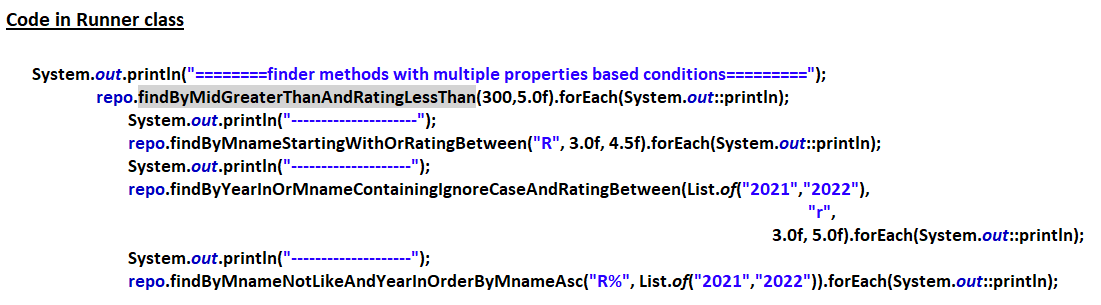 Code in Runner class
System.out.println("========finder methods with multiple properties based conditions=========");
repo.findByMidGreaterThanAndRatingLessThan(300,5.0f).forEach(System.out::println);
System.out.println("---------------------");
repo.findByMnameStartingWithOrRatingBetween("R", 3.0f, 4.5f).forEach(System.out::println);
System.out.println("--------------------");
repo.findByYearInOrMnameContainingIgnoreCaseAndRatingBetween(List.of("2021","2022"),
"r",
3.0f, 5.0f).forEach(System.out::println);
System.out.println("--------------------");
repo.findByMnameNotLikeAndYearInOrderByMnameAsc("R%", List.of("2021","2022")).forEach(System.out::println);